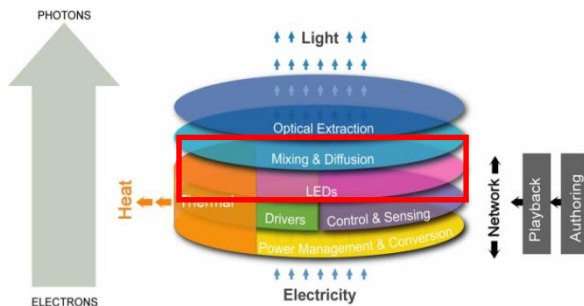 PHOTONS
Light
Optical Extraction
Mixing & Diffusion
LEDs
Thermal
Heat
Drivers
Control & Sensing
Power Management & Conversion
Network
Playback
Authoring
Electricity
ELECTRONS